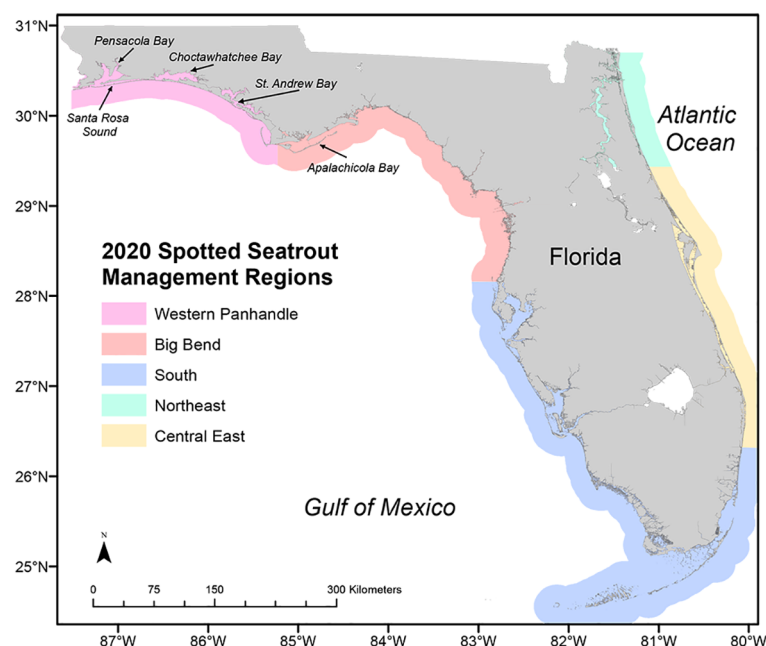 31°N
30°N
29°N
28°N
27°N
26°N
25°N
Pensacola Bay
Choctawhatchee Bay
St. Andrew Bay
Santa Rosa
Sound
Apalachicola Bay
Atlantic
Ocean
Florida
2020 Spotted Seatrout
Management Regions
Western Panhandle
Big Bend
South
Northeast
Central East
Gulf of Mexico
N
0 75 150 300 Kilometers
87°W 86°W 85°W 84°W 83°W 82°W 81°W 80°W